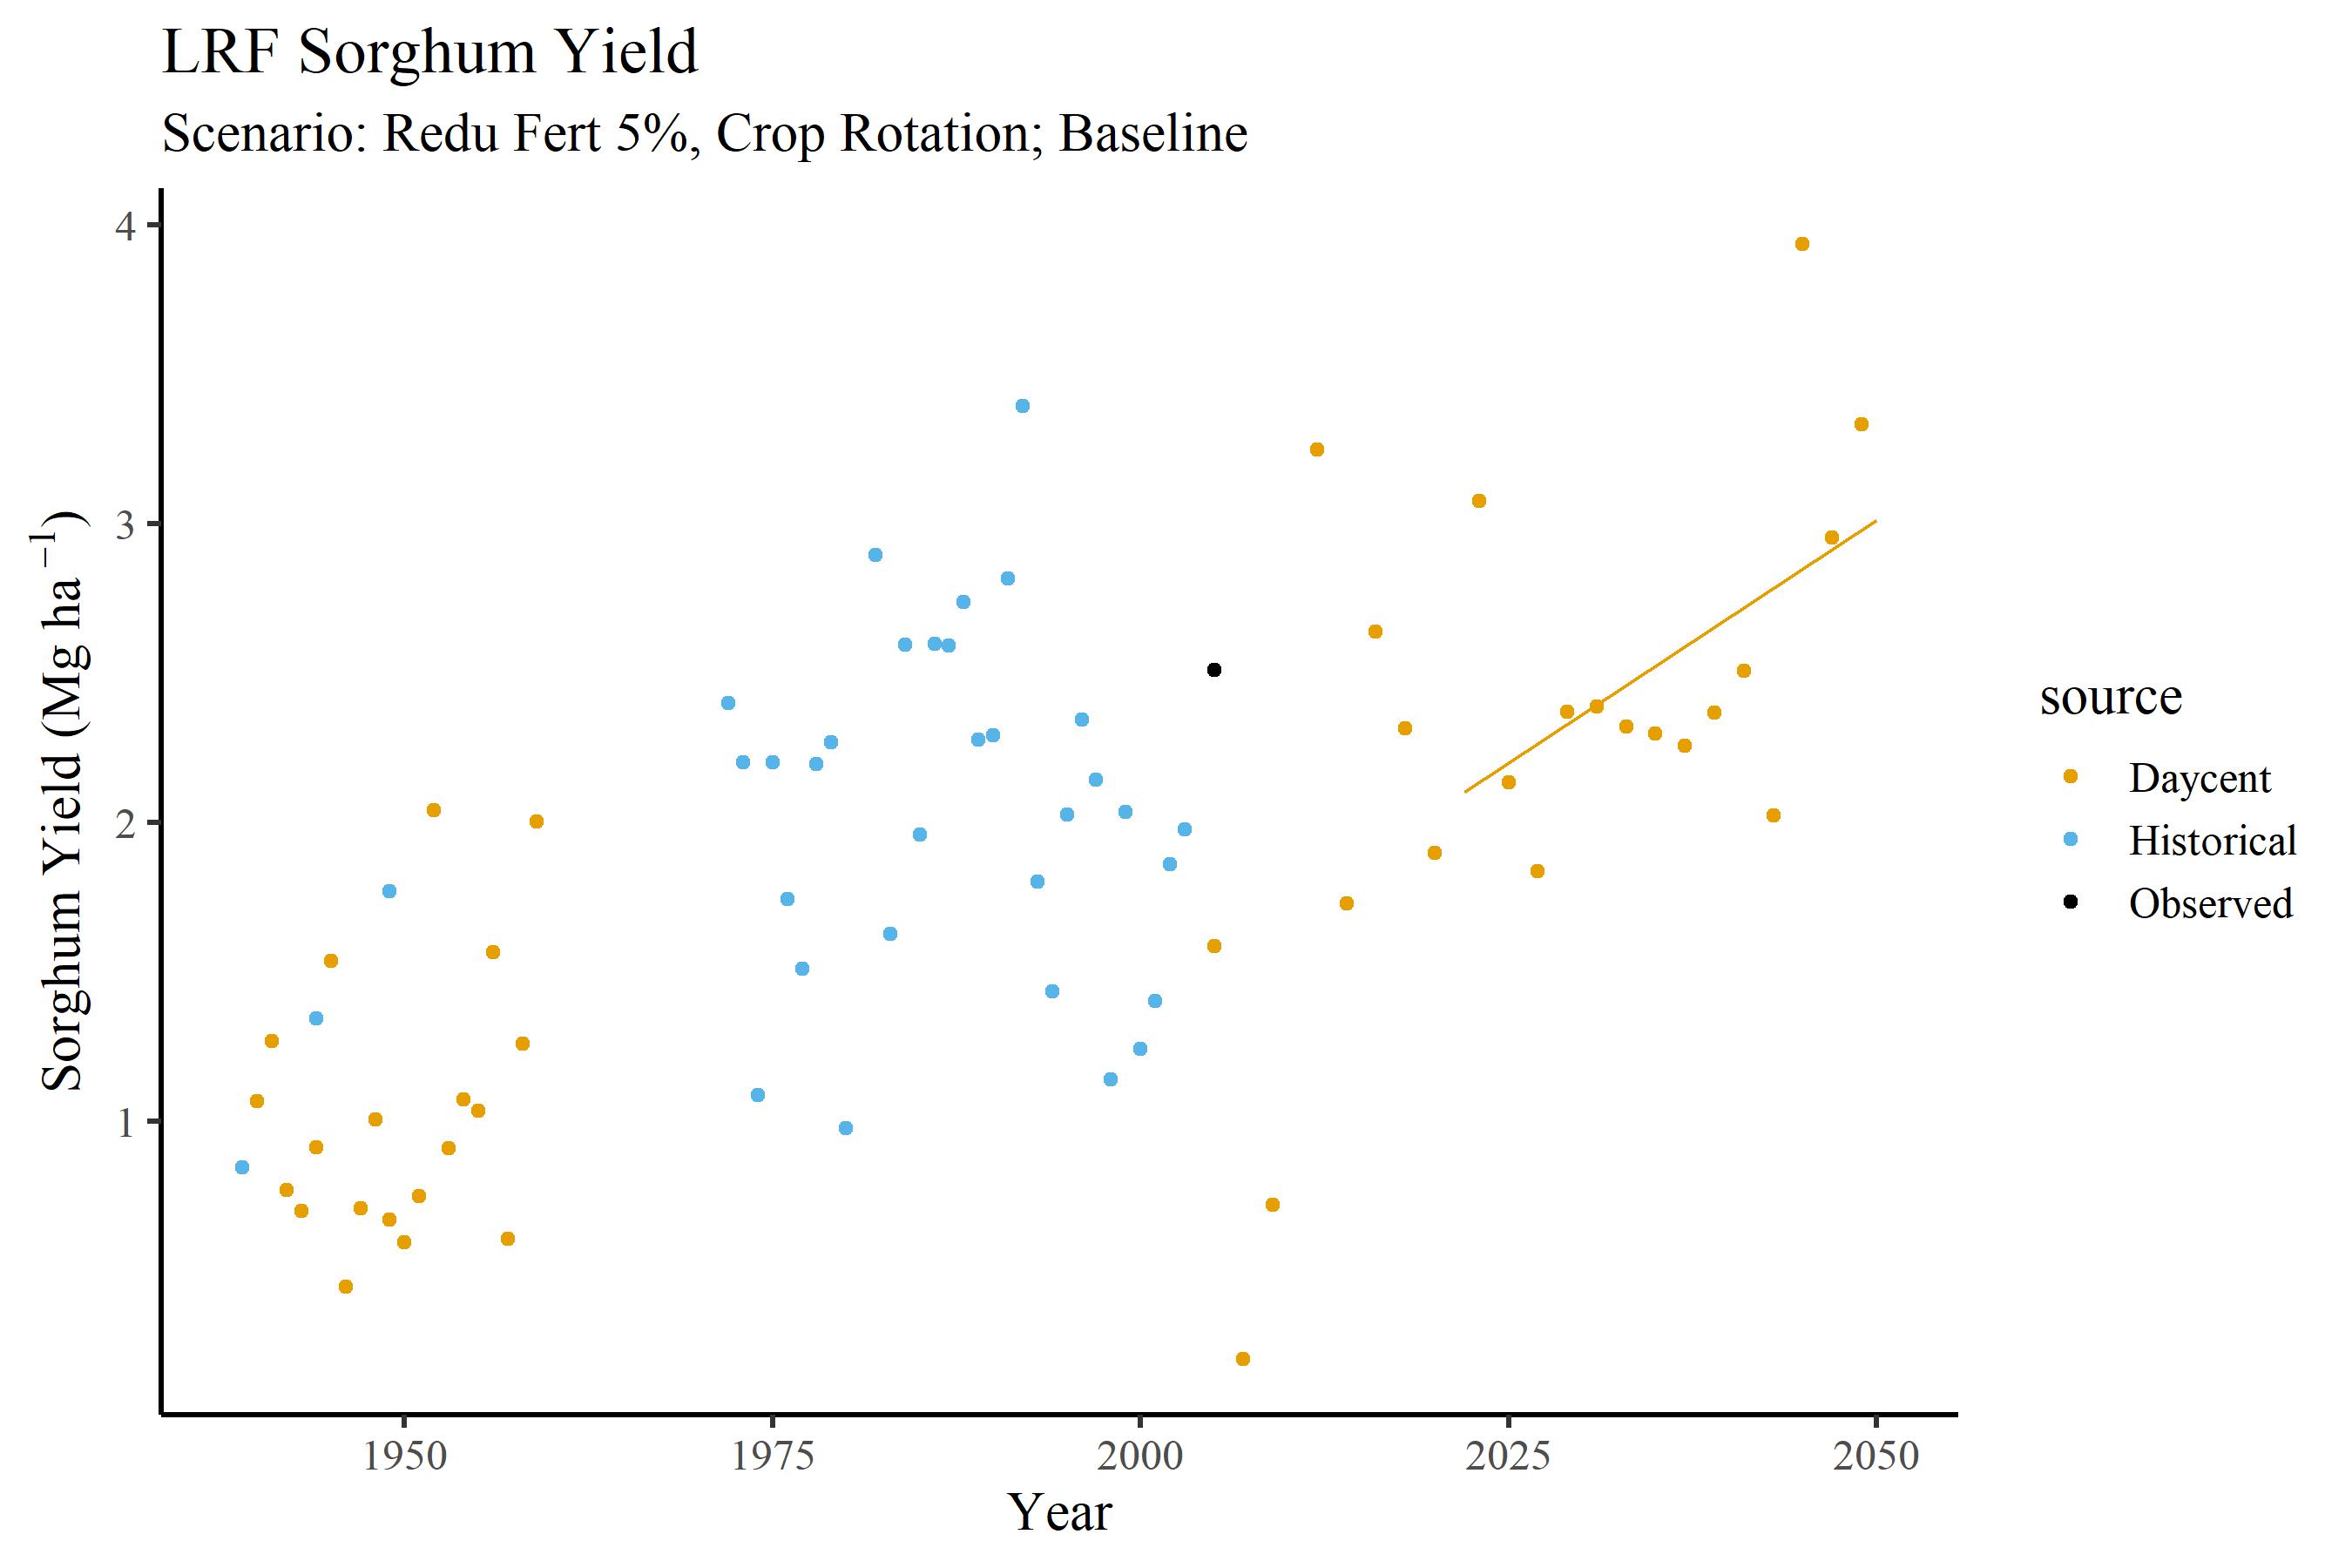 LRF Sorghum Yield
Scenario: Redu Fert 5%, Crop Rotation; Baseline
Sorghum Yield (Mg ha⁻¹)
4
3
2
1
1950 1975 2000 2025 2050
Year
source
Daycent
Historical
Observed